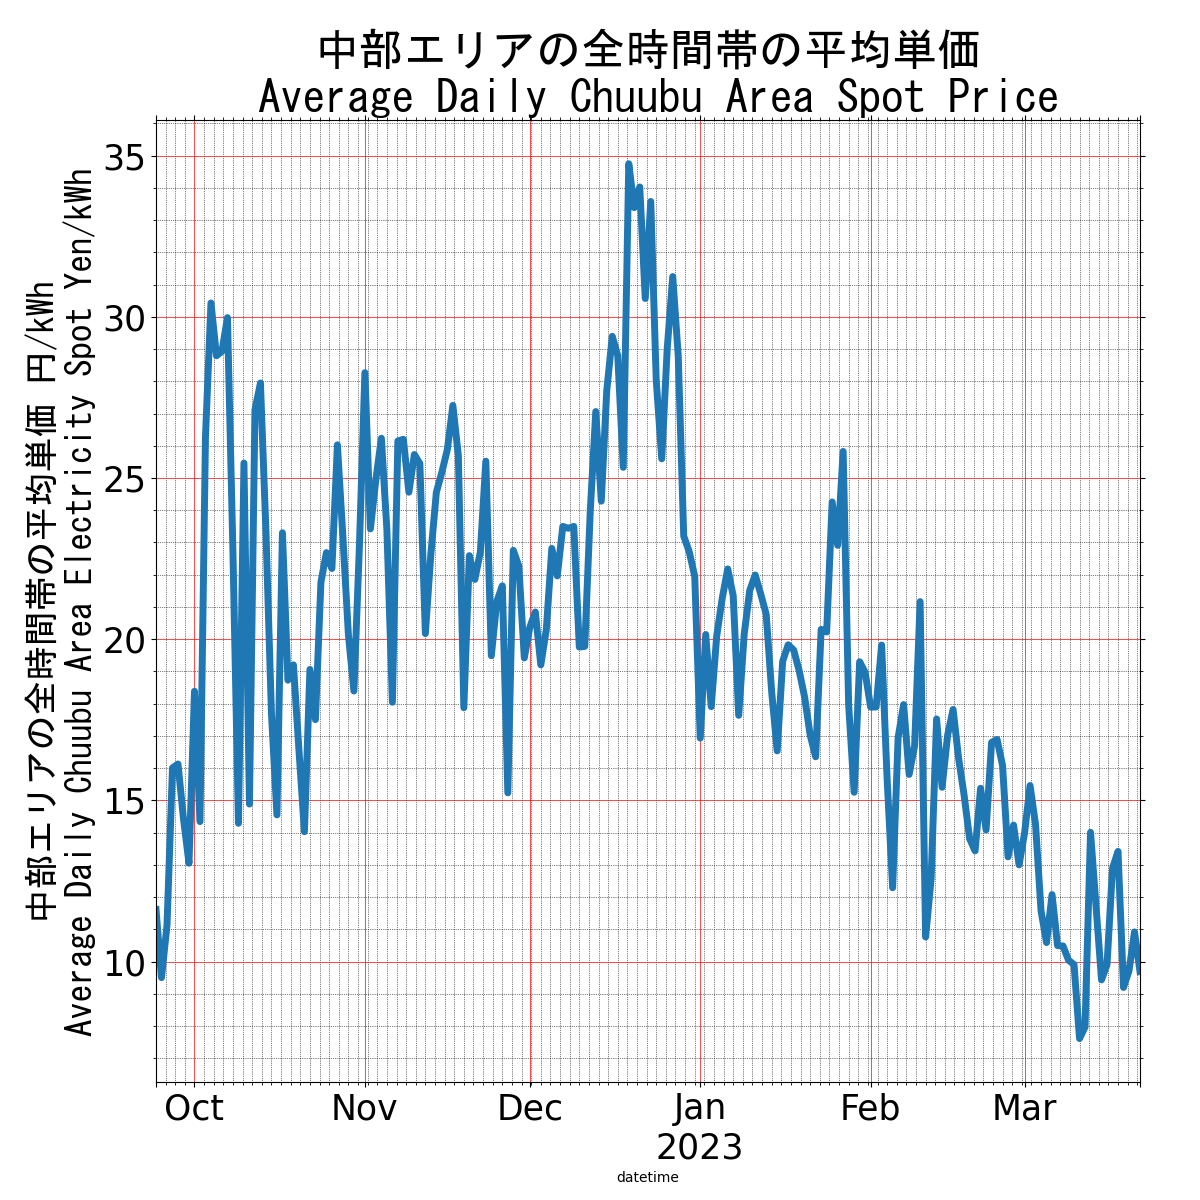 中部エリアの全時間帯の平均単価
Average Daily Chuubu Area Spot Price
中部エリアの全時間帯の平均単価 円/kWh
Average Daily Chuubu Area Electricity Spot Yen/kWh
35
30
25
20
15
10
Oct Nov Dec Jan Feb Mar
2023
datetime